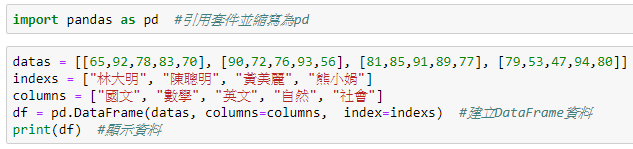 import pandas as pd  #引用套件並縮寫為pd
datas = [[65,92,78,83,70], [90,72,76,93,56], [81,85,91,89,77], [79,53,47,94,80]]
indexs = ["林大明", "陳聰明", "黃美麗", "熊小娟"]
columns = ["國文", "數學", "英文", "自然", "社會"]
df = pd.DataFrame(datas, columns=columns,  index=indexs)  #建立DataFrame資料
print(df)  #顯示資料